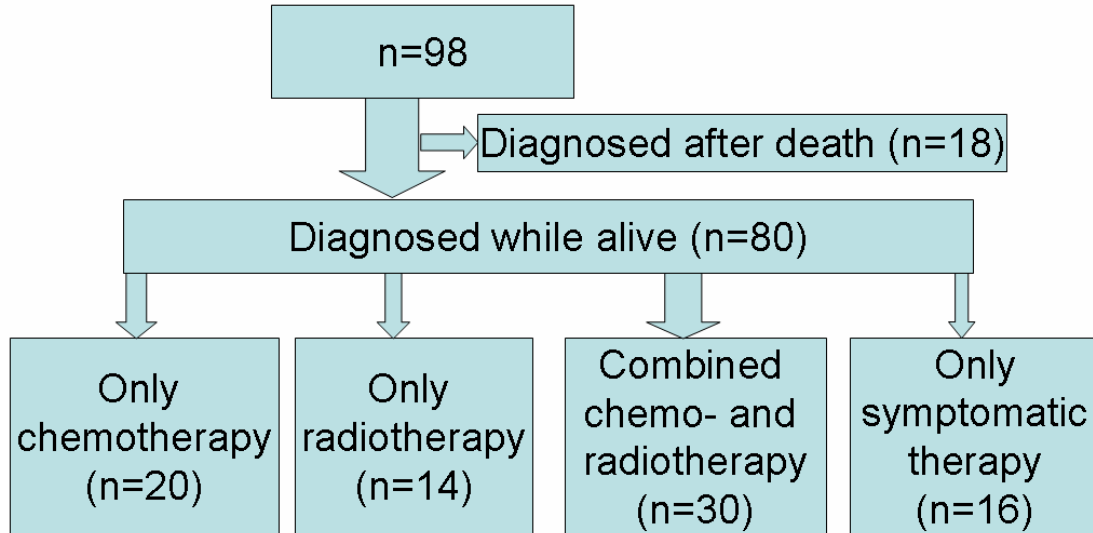 n=98
Diagnosed after death (n=18)
Diagnosed while alive (n=80)
Only
chemotherapy
(n=20)
Only
radiotherapy
(n=14)
Combined
chemo- and
radiotherapy
(n=30)
Only
symptomatic
therapy
(n=16)